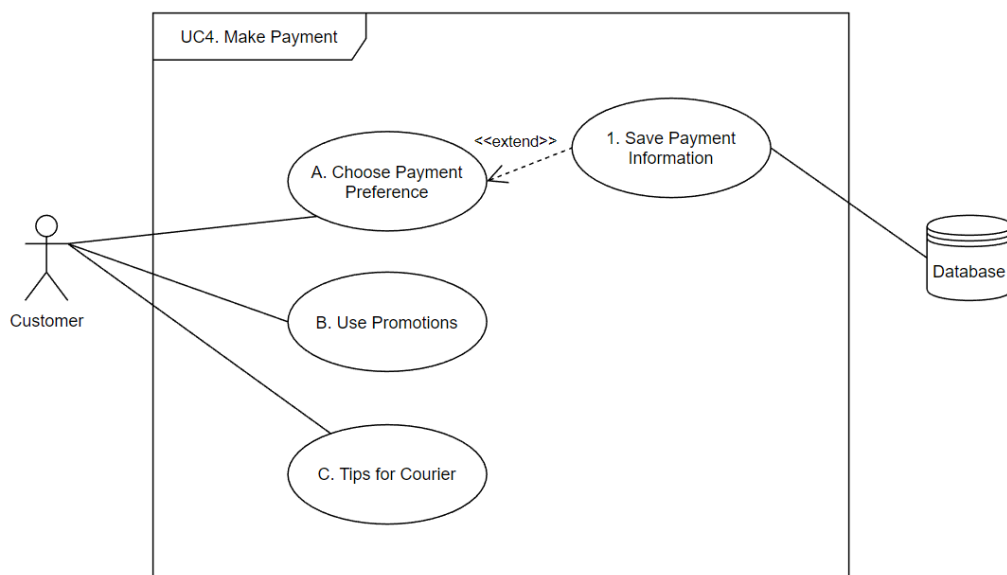 UC4. Make Payment
<<extend>>
1. Save Payment
Information
A. Choose Payment
Preference
Database
Customer
B. Use Promotions
C. Tips for Courier